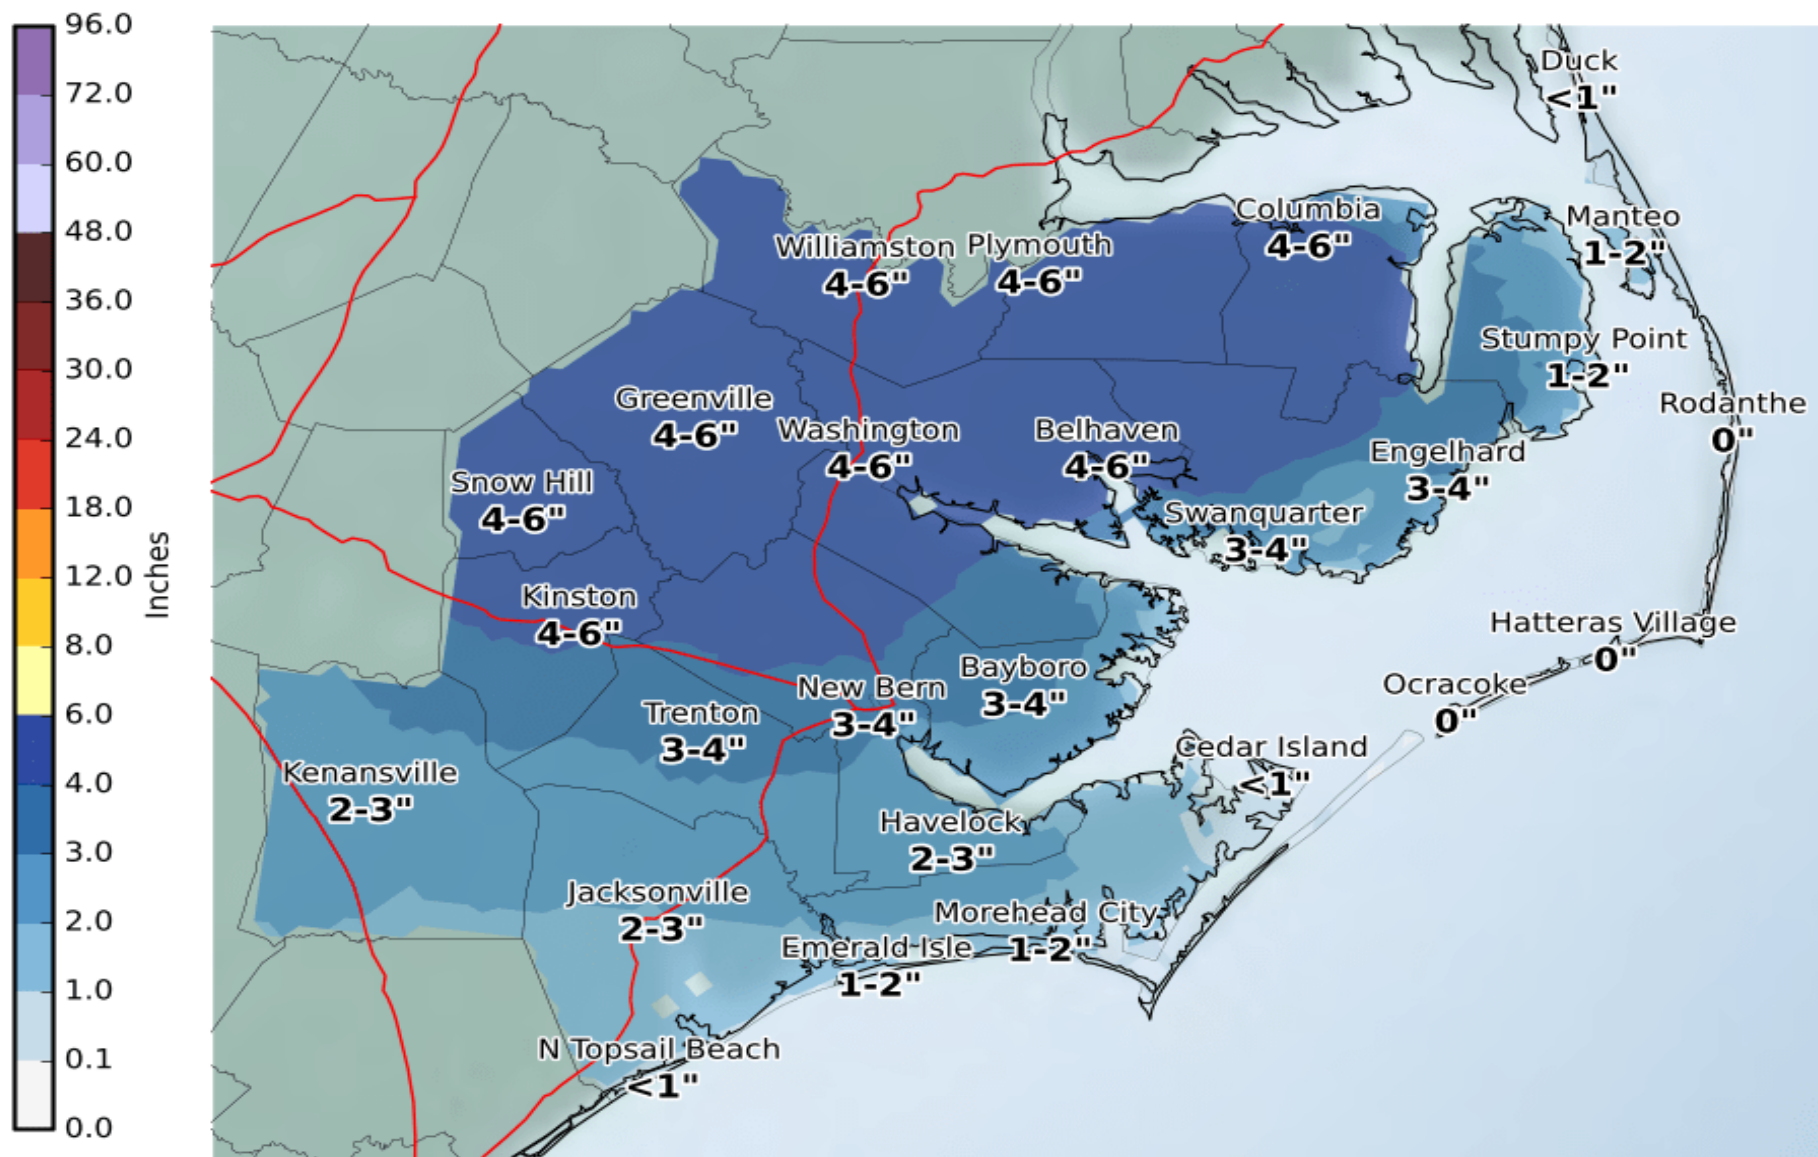 96.0
72.0
60.0
48.0
36.0
30.0
24.0
18.0
12.0
8.0
6.0
4.0
3.0
2.0
1.0
0.1
0.0
Inches
Duck
<1"
Columbia
4-6"
Manteo
1-2"
Williamston
4-6"
Plymouth
4-6"
Stumpy Point
1-2"
Greenville
4-6"
Rodanthe
0"
Washington
4-6"
Belhaven
4-6"
Engelhard
3-4"
Snow Hill
4-6"
Swanquarter
3-4"
Kinston
4-6"
Hatteras Village
0"
Bayboro
3-4"
Ocracoke
0"
New Bern
3-4"
Trenton
3-4"
Cedar Island
<1"
Kenansville
2-3"
Havelock
2-3"
Jacksonville
2-3"
Morehead City
1-2"
Emerald Isle
1-2"
N Topsail Beach
<1"